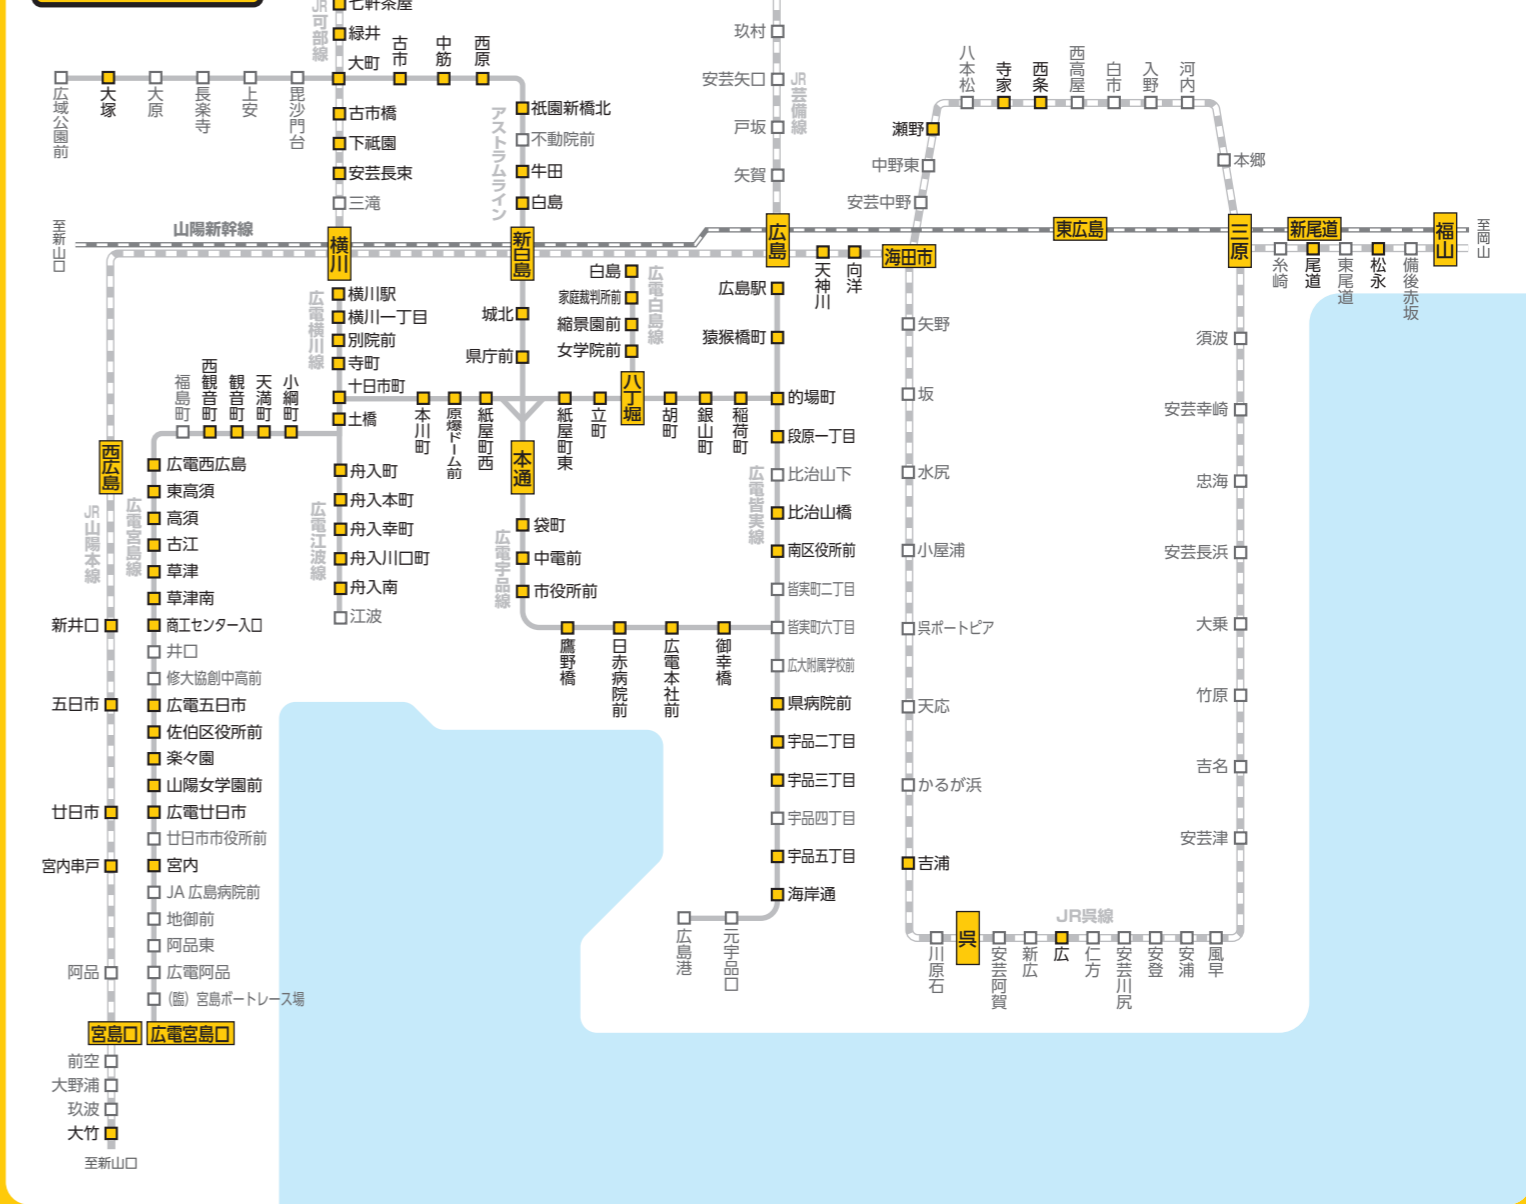 七軒茶屋
JR可部線
緑井
大町
古市
中筋
西原
広域公園前
大塚
大原
長楽寺
上安
毘沙門台
古市橋
下祗園
安芸長束
三滝
アストラムライン
祇園新橋北
不動院前
牛田
白島
玖村
安芸矢口
JR芸備線
戸坂
矢賀
八本松
寺家
西条
西高屋
白市
入野
河内
瀬野
中野東
安芸中野
本郷
至新山口
山陽新幹線
横川
新白島
広島
海田市
東広島
三原
新尾道
福山
至岡山
天神川
向洋
糸崎
尾道
東尾道
松永
備後赤坂
広電横川線
横川駅
横川一丁目
別院前
寺町
十日市町
土橋
城北
県庁前
白島
家庭裁判所前
縮景園前
女学院前
広電白島線
広島駅
猿猴橋町
的場町
段原一丁目
比治山下
比治山橋
南区役所前
皆実町二丁目
皆実町六丁目
広大附属学校前
県病院前
宇品二丁目
宇品三丁目
宇品四丁目
宇品五丁目
海岸通
元宇品口
広島港
広電皆実線
福島町
西観音町
観音町
天満町
小網町
本川町
原爆ドーム前
紙屋町西
紙屋町東
立町
八丁堀
胡町
銀山町
稲荷町
本通
袋町
中電前
市役所前
広電宇品線
鷹野橋
日赤病院前
広電本社前
御幸橋
広電江波線
舟入町
舟入本町
舟入幸町
舟入川口町
舟入南
江波
西広島
JR山陽本線
広電宮島線
広電西広島
東高須
高須
古江
草津
草津南
新井口
商工センター入口
井口
修大協創中高前
五日市
広電五日市
佐伯区役所前
楽々園
山陽女学園前
廿日市
広電廿日市
廿日市市役所前
宮内串戸
宮内
JA 広島病院前
地御前
阿品東
阿品
広電阿品
（臨）宮島ボートレース場
宮島口
広電宮島口
前空
大野浦
玖波
大竹
至新山口
矢野
坂
水尻
小屋浦
呉ポートピア
天応
かるが浜
吉浦
川原石
呉
安芸阿賀
新広
広
仁方
安芸川尻
安登
安浦
風早
JR呉線
須波
安芸幸崎
忠海
安芸長浜
大乗
竹原
吉名
安芸津